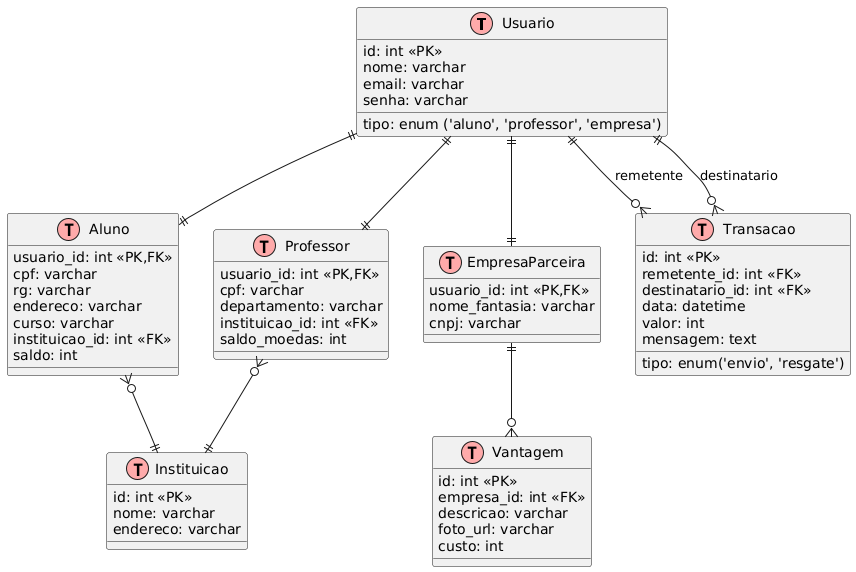 T Usuario
id: int «PK»
nome: varchar
email: varchar
senha: varchar
tipo: enum ('aluno', 'professor', 'empresa')
remetente
destinatario
T Aluno
usuario_id: int «PK,FK»
cpf: varchar
rg: varchar
endereco: varchar
curso: varchar
instituicao_id: int «FK»
saldo: int
T Professor
usuario_id: int «PK,FK»
cpf: varchar
departamento: varchar
instituicao_id: int «FK»
saldo_moedas: int
T EmpresaParceira
usuario_id: int «PK,FK»
nome_fantasia: varchar
cnpj: varchar
T Transacao
id: int «PK»
remetente_id: int «FK»
destinatario_id: int «FK»
data: datetime
valor: int
mensagem: text
tipo: enum('envio', 'resgate')
T Instituicao
id: int «PK»
nome: varchar
endereco: varchar
T Vantagem
id: int «PK»
empresa_id: int «FK»
descricao: varchar
foto_url: varchar
custo: int